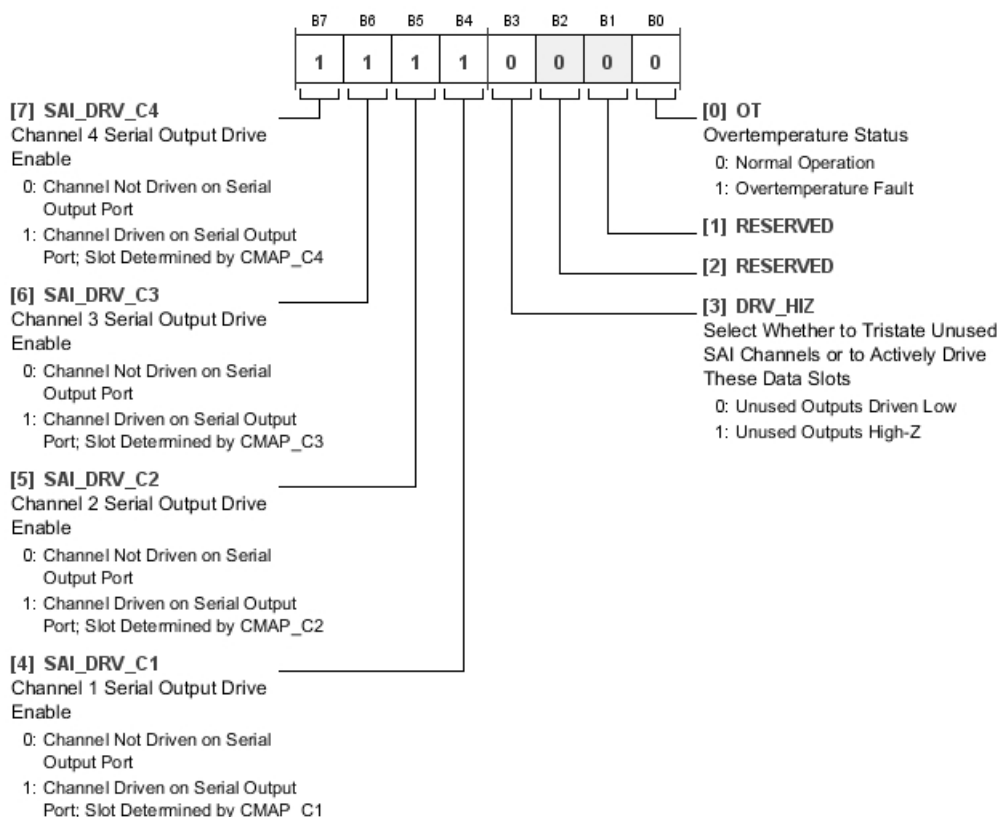 B7 B6 B5 B4 B3 B2 B1 B0
1 1 1 1 0 0 0 0
[7] SAI_DRV_C4
Channel 4 Serial Output Drive
Enable
0: Channel Not Driven on Serial
Output Port
1: Channel Driven on Serial Output
Port; Slot Determined by CMAP_C4
[6] SAI_DRV_C3
Channel 3 Serial Output Drive
Enable
0: Channel Not Driven on Serial
Output Port
1: Channel Driven on Serial Output
Port; Slot Determined by CMAP_C3
[5] SAI_DRV_C2
Channel 2 Serial Output Drive
Enable
0: Channel Not Driven on Serial
Output Port
1: Channel Driven on Serial Output
Port; Slot Determined by CMAP_C2
[4] SAI_DRV_C1
Channel 1 Serial Output Drive
Enable
0: Channel Not Driven on Serial
Output Port
1: Channel Driven on Serial Output
Port; Slot Determined by CMAP_C1
[0] OT
Overtemperature Status
0: Normal Operation
1: Overtemperature Fault
[1] RESERVED
[2] RESERVED
[3] DRV_HIZ
Select Whether to Tristate Unused
SAI Channels or to Actively Drive
These Data Slots
0: Unused Outputs Driven Low
1: Unused Outputs High-Z